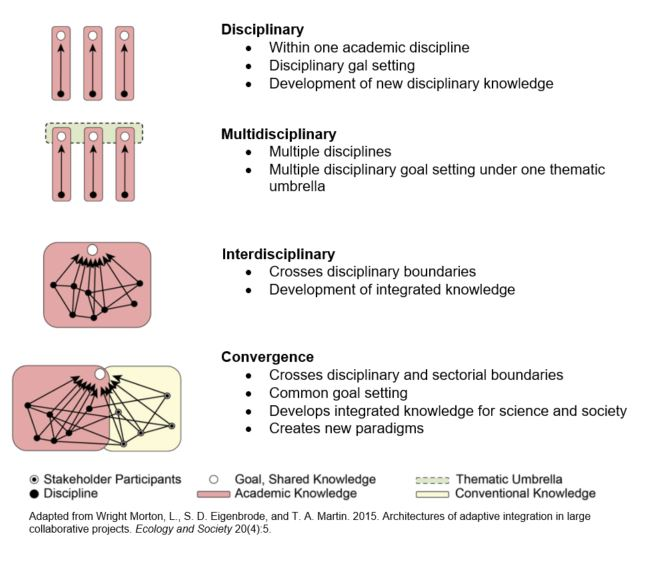 Disciplinary
• Within one academic discipline
• Disciplinary gal setting
• Development of new disciplinary knowledge
Multidisciplinary
• Multiple disciplines
• Multiple disciplinary goal setting under one thematic
umbrella
Interdisciplinary
• Crosses disciplinary boundaries
• Development of integrated knowledge
Convergence
• Crosses disciplinary and sectorial boundaries
• Common goal setting
• Develops integrated knowledge for science and society
• Creates new paradigms
Stakeholder Participants
Goal, Shared Knowledge
Thematic Umbrella
Discipline
Academic Knowledge
Conventional Knowledge
Adapted from Wright Morton, L., S. D. Eigenbrode, and T. A. Martin. 2015. Architectures of adaptive integration in large
collaborative projects. Ecology and Society 20(4):5.